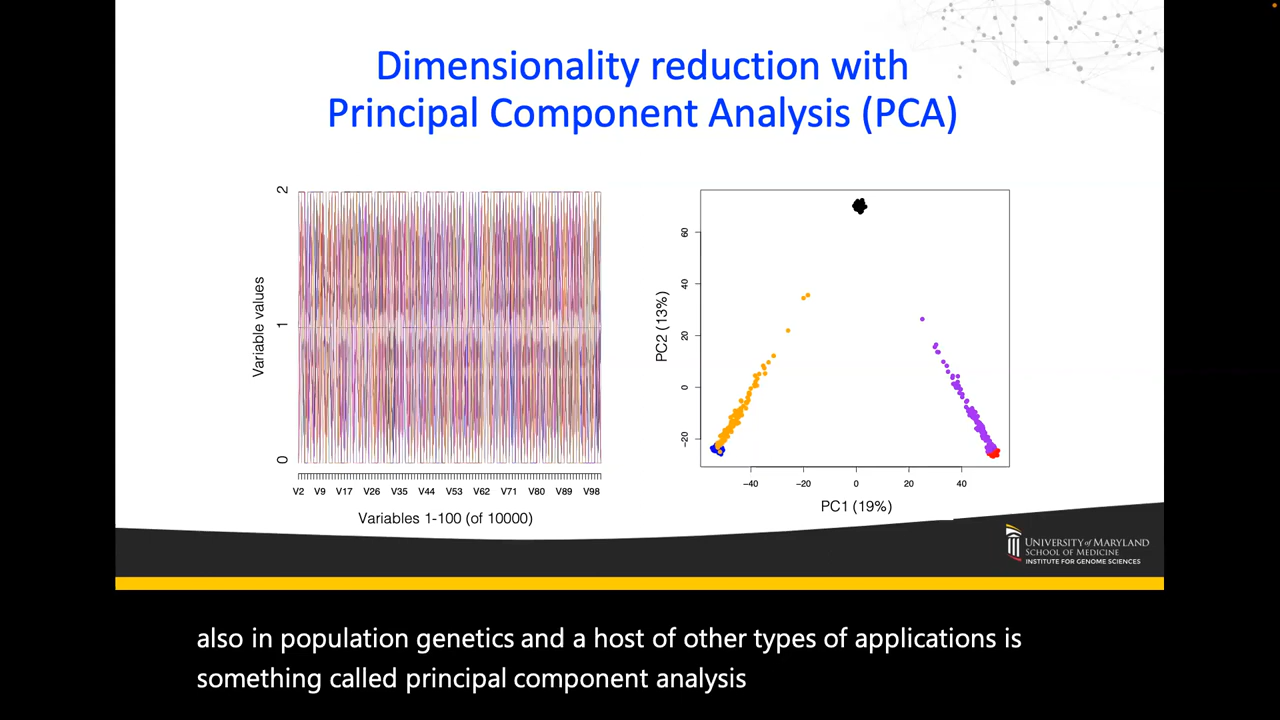 Dimensionality reduction with
Principal Component Analysis (PCA)
2
1
0
Variable values
V2 V9 V17 V26 V35 V44 V53 V62 V71 V80 V89 V98
Variables 1-100 (of 10000)
60
40
20
0
−20
PC2 (13%)
−40 −20 0 20 40
PC1 (19%)
UNIVERSITY of MARYLAND
SCHOOL OF MEDICINE
INSTITUTE FOR GENOME SCIENCES
also in population genetics and a host of other types of applications is
something called principal component analysis